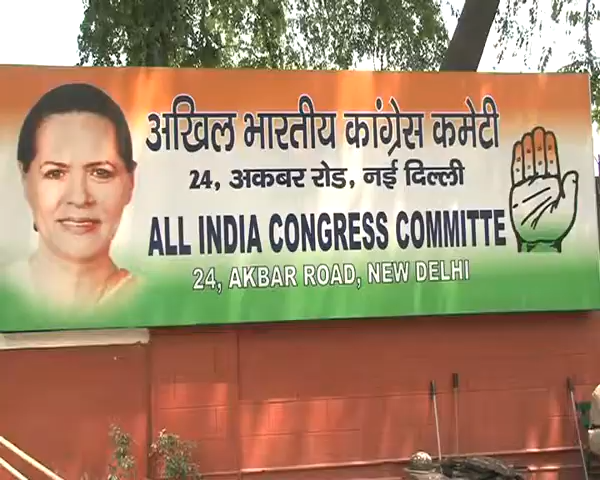 अखिल भारतीय कांग्रेस कमेटी
24, अकबर रोड, नई दिल्ली
ALL INDIA CONGRESS COMMITTE
24, AKBAR ROAD, NEW DELHI